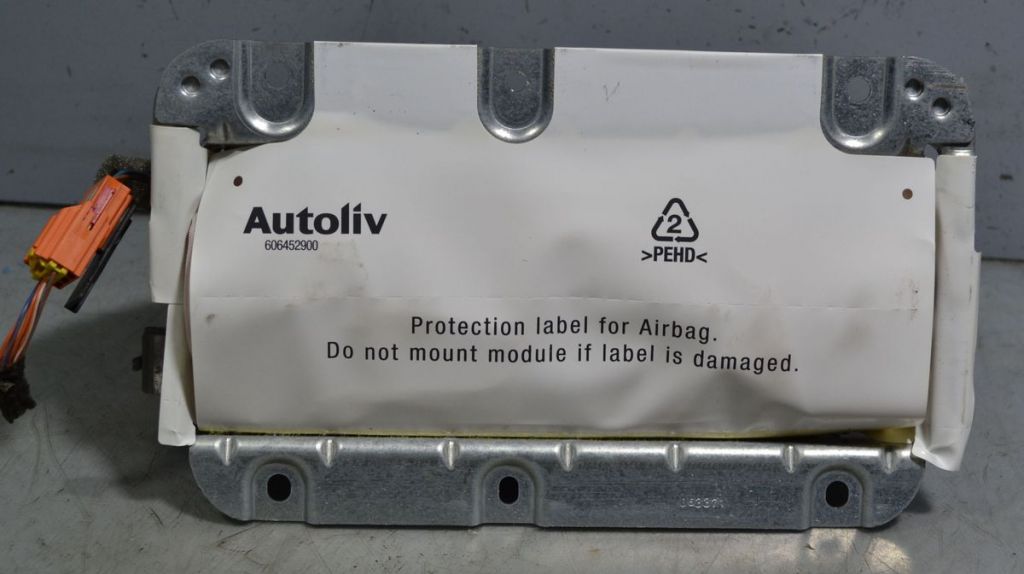 Autoliv
606452900
2
>PEHD<
Protection label for Airbag.
Do not mount module if label is damaged.